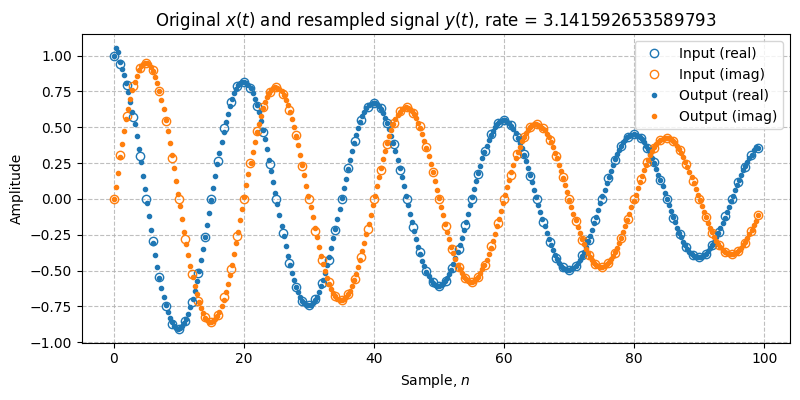 Original x(t) and resampled signal y(t), rate = 3.141592653589793
Input (real)
Input (imag)
Output (real)
Output (imag)
Amplitude
1.00
0.75
0.50
0.25
0.00
−0.25
−0.50
−0.75
−1.00
0 20 40 60 80 100
Sample, n